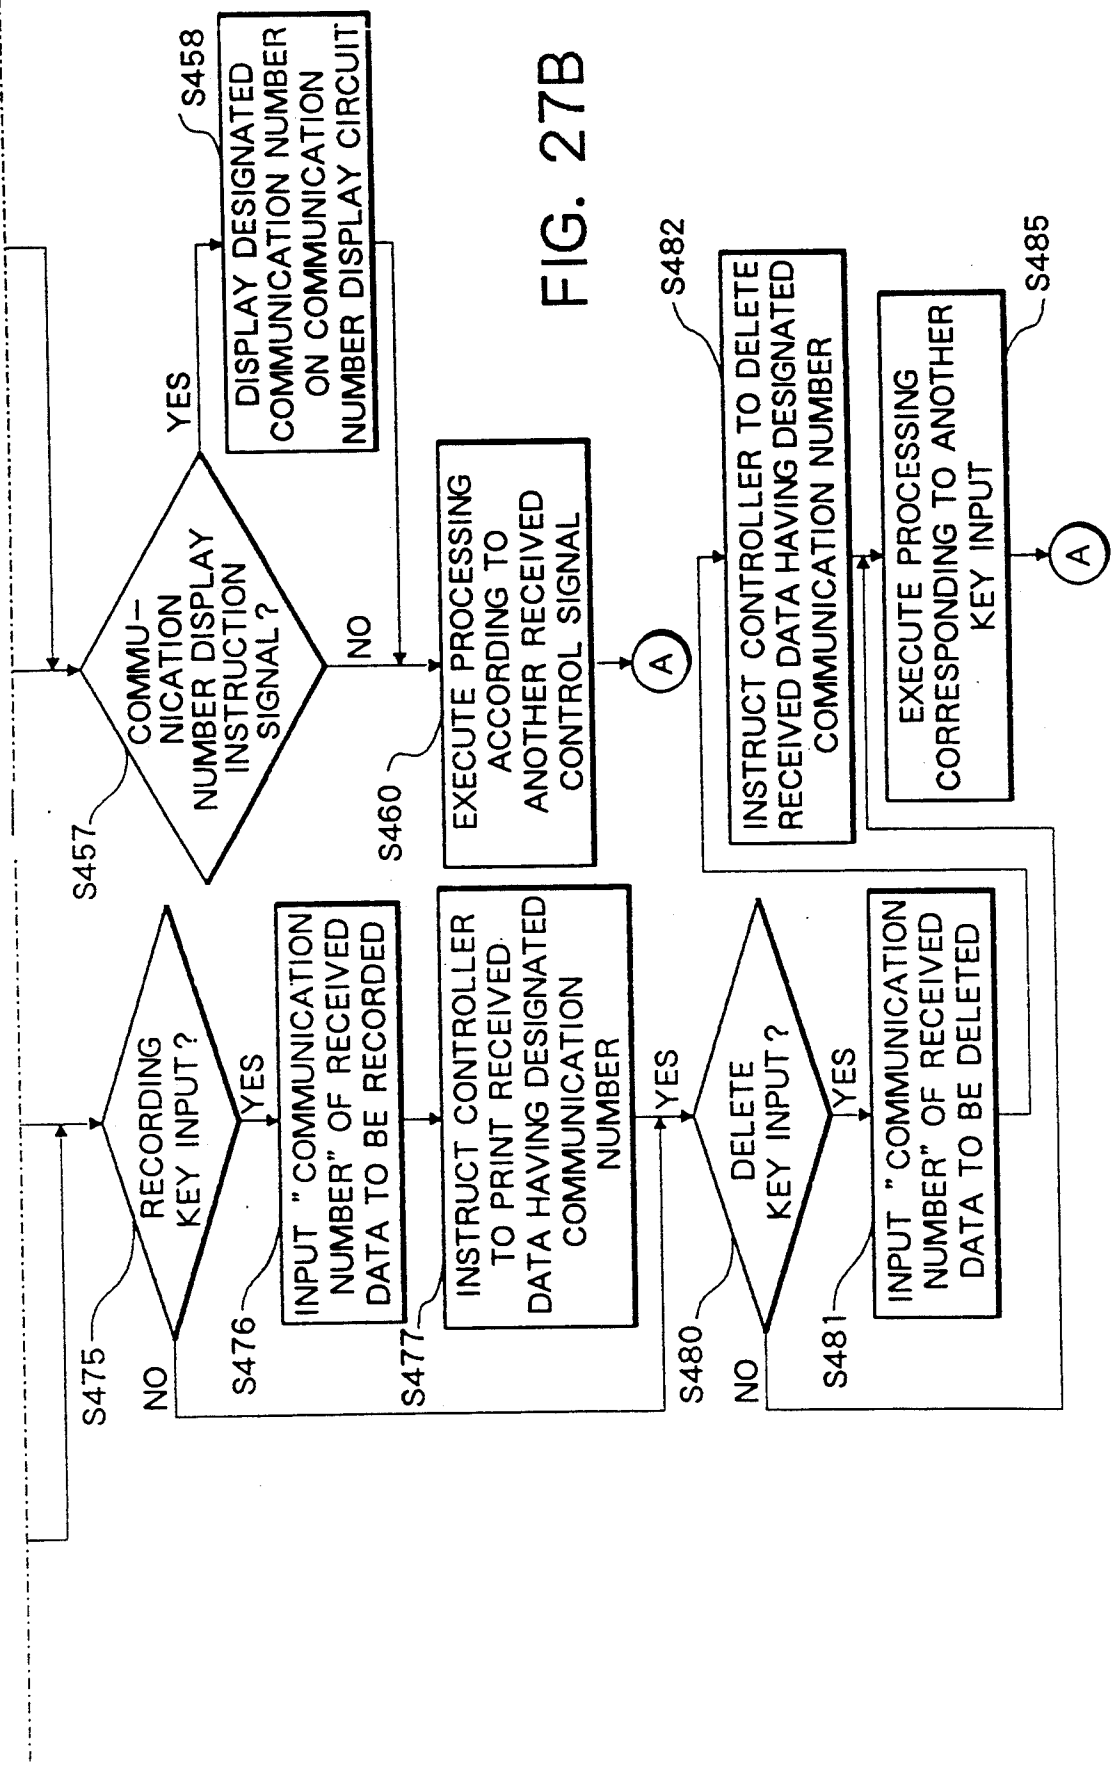 S475
RECORDING
KEY INPUT?
NO
YES
S476
INPUT "COMMUNICATION
NUMBER" OF RECEIVED
DATA TO BE RECORDED
S477
INSTRUCT CONTROLLER
TO PRINT RECEIVED
DATA HAVING DESIGNATED
COMMUNICATION
NUMBER
YES
S480
DELETE
KEY INPUT?
NO
YES
S481
INPUT "COMMUNICATION
NUMBER" OF RECEIVED
DATA TO BE DELETED
S457
COMMU-
NICATION
NUMBER DISPLAY
INSTRUCTION
SIGNAL?
YES
NO
S458
DISPLAY DESIGNATED
COMMUNICATION NUMBER
ON COMMUNICATION
NUMBER DISPLAY CIRCUIT
S460
EXECUTE PROCESSING
ACCORDING TO
ANOTHER RECEIVED
CONTROL SIGNAL
A
FIG. 27B
S482
INSTRUCT CONTROLLER TO DELETE
RECEIVED DATA HAVING DESIGNATED
COMMUNICATION NUMBER
S485
EXECUTE PROCESSING
CORRESPONDING TO ANOTHER
KEY INPUT
A